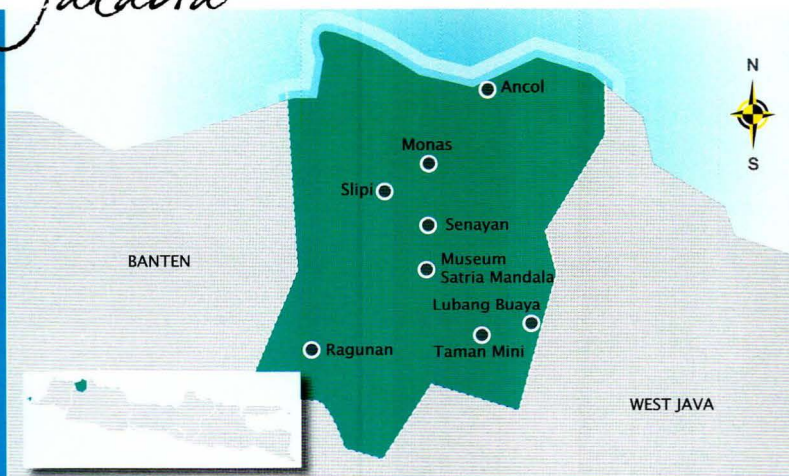 Ancol
N
S
Monas
Slipi
Senayan
BANTEN
Museum
Satria Mandala
Lubang Buaya
Ragunan
Taman Mini
WEST JAVA